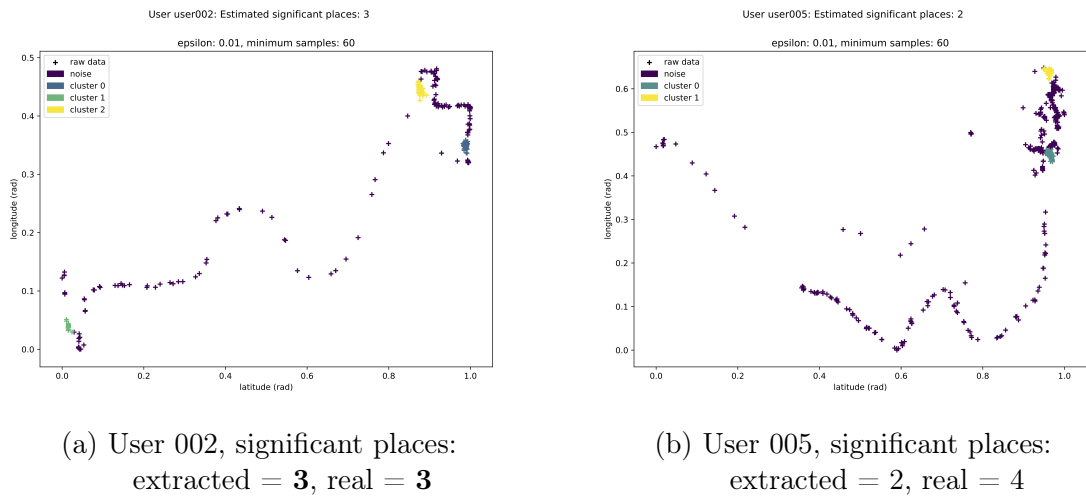 User user002: Estimated significant places: 3
epsilon: 0.01, minimum samples: 60
raw data
noise
cluster 0
cluster 1
cluster 2
0.5
0.4
0.3
0.2
0.1
0.0
longitude (rad)
0.0 0.2 0.4 0.6 0.8 1.0
latitude (rad)
(a) User 002, significant places:
extracted = 3, real = 3
User user005: Estimated significant places: 2
epsilon: 0.01, minimum samples: 60
raw data
noise
cluster 0
cluster 1
0.6
0.5
0.4
0.3
0.2
0.1
0.0
longitude (rad)
0.0 0.2 0.4 0.6 0.8 1.0
latitude (rad)
(b) User 005, significant places:
extracted = 2, real = 4